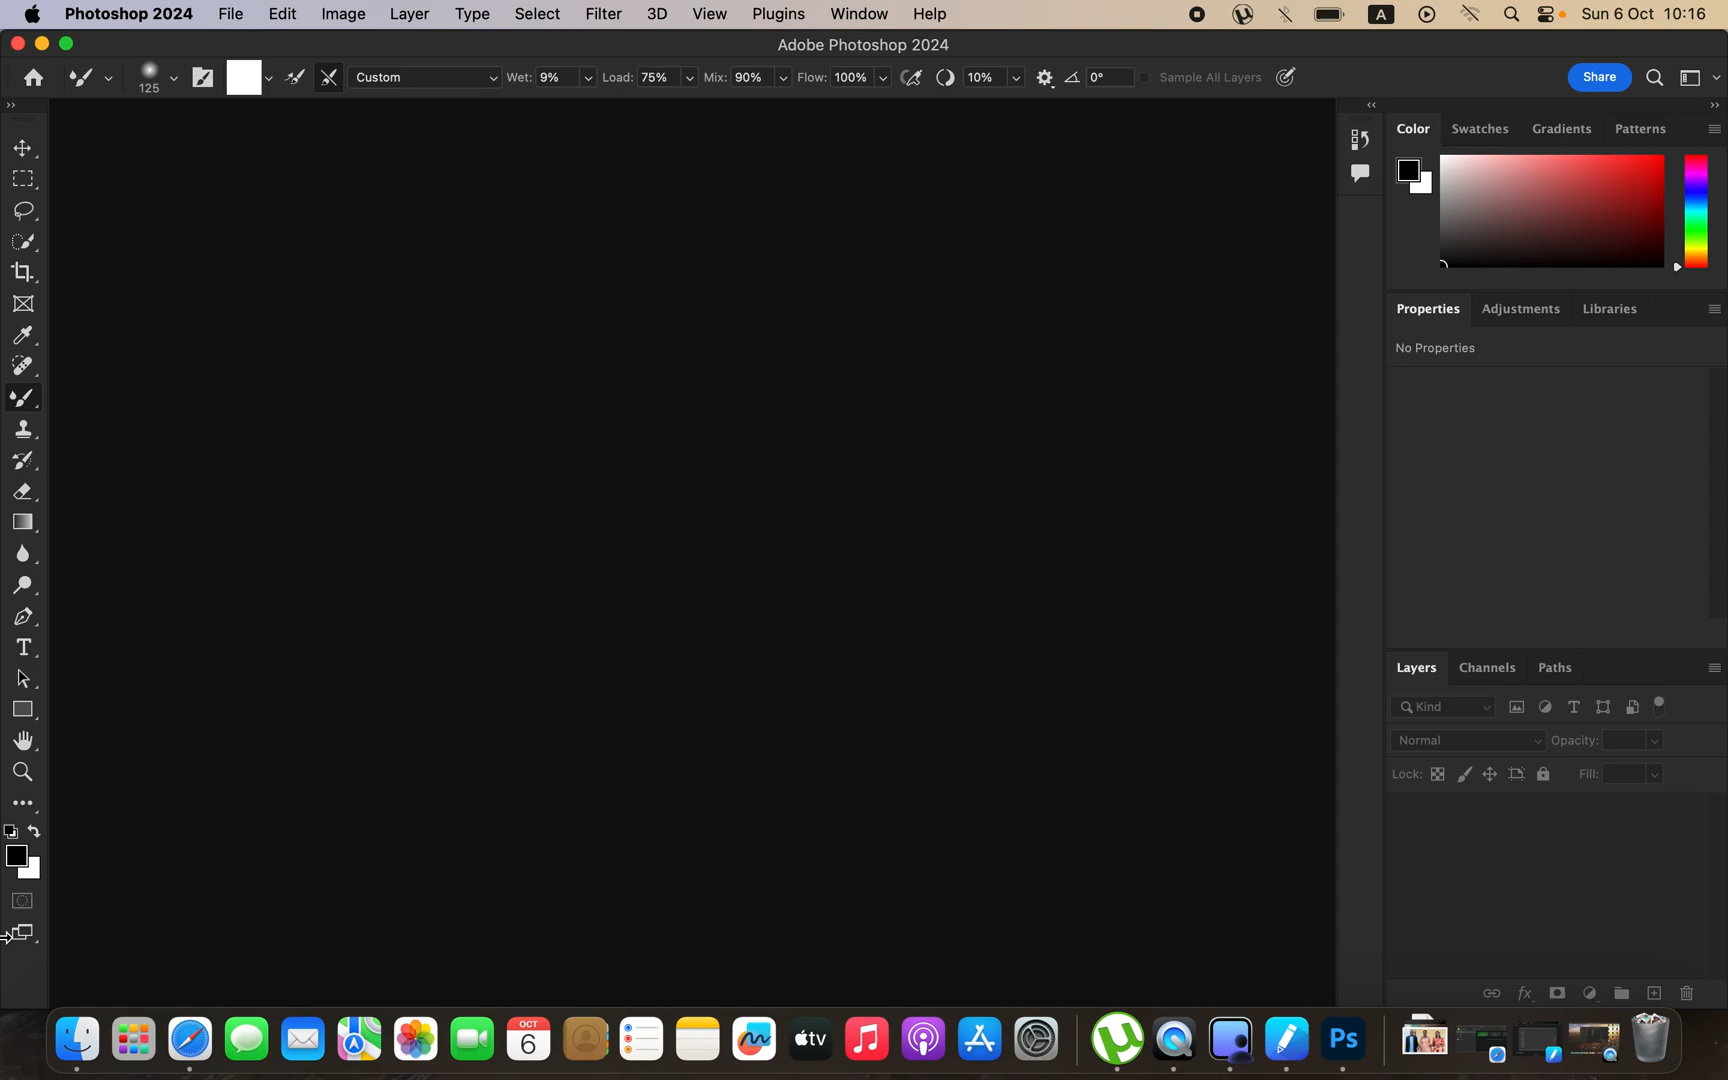 Photoshop 2024 File Edit Image Layer Type Select Filter 3D View Plugins Window Help A Sun 6 Oct 10:16
Adobe Photoshop 2024
125 Custom Wet: 9% Load: 75% Mix: 90% Flow: 100% 10% 0° Sample All Layers Share
Color Swatches Gradients Patterns
Properties Adjustments Libraries
No Properties
Layers Channels Paths
Kind
Normal Opacity:
Lock: Fill:
fx
OCT
6
tv
Ps